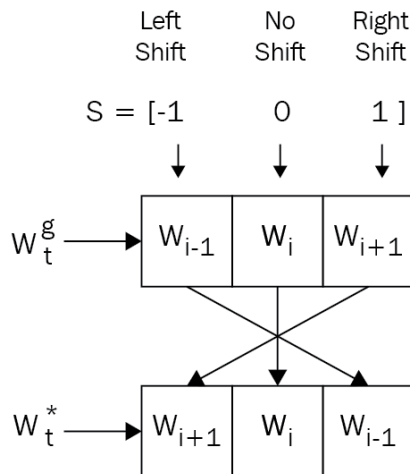 Left No Right
Shift Shift Shift
S = [-1 0 1 ]
W_t^g W_{i-1} W_i W_{i+1}
W_t^* W_{i+1} W_i W_{i-1}